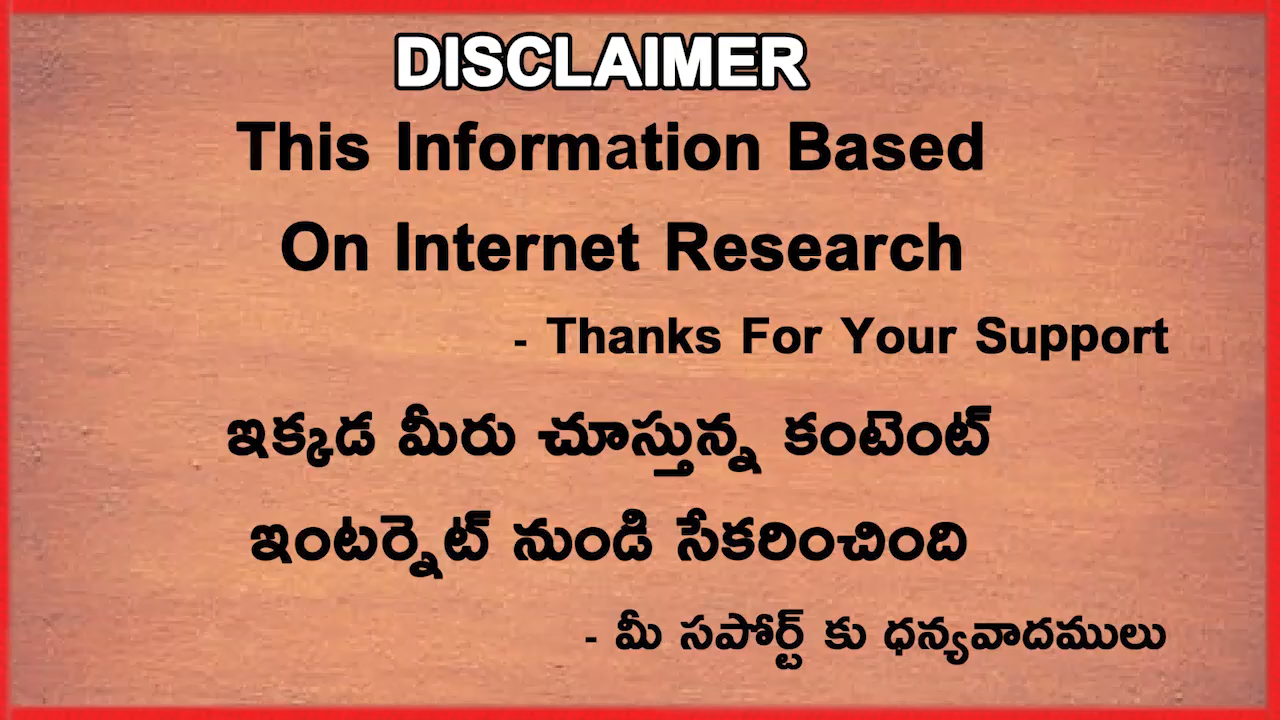 DISCLAIMER
This Information Based
On Internet Research
- Thanks For Your Support
ఇక్కడ మీరు చూస్తున్న కంటెంట్
ఇంటర్నెట్ నుండి సేకరించింది
- మీ సపోర్ట్ కు ధన్యవాదములు